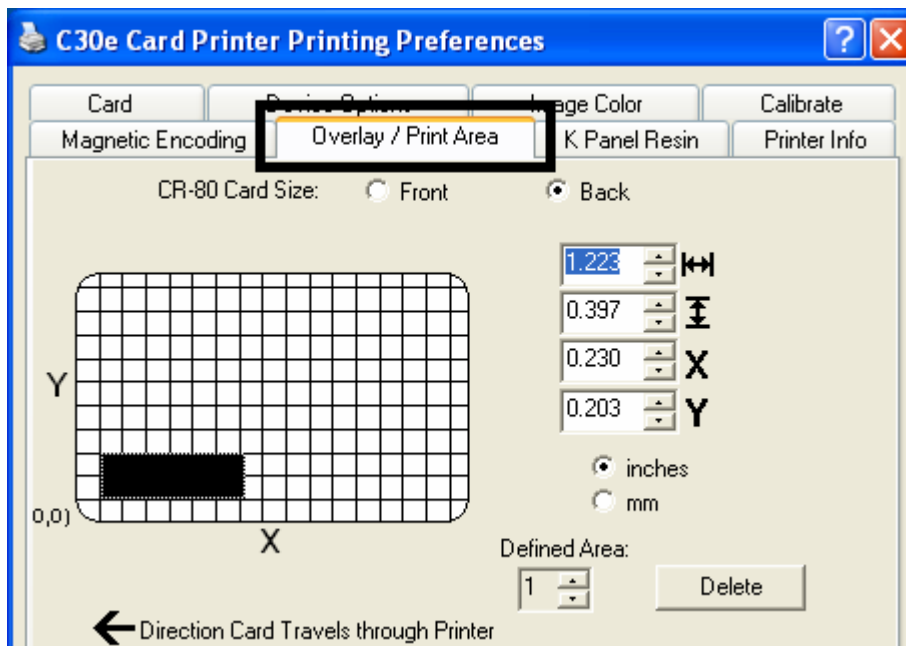 C30e Card Printer Printing Preferences
Card Device Options Image Color Calibrate
Magnetic Encoding Overlay / Print Area K Panel Resin Printer Info
CR-80 Card Size: Front Back
1.223
0.397
0.230 X
0.203 Y
Y
inches
mm
0,0)
X
Defined Area:
1 Delete
Direction Card Travels through Printer